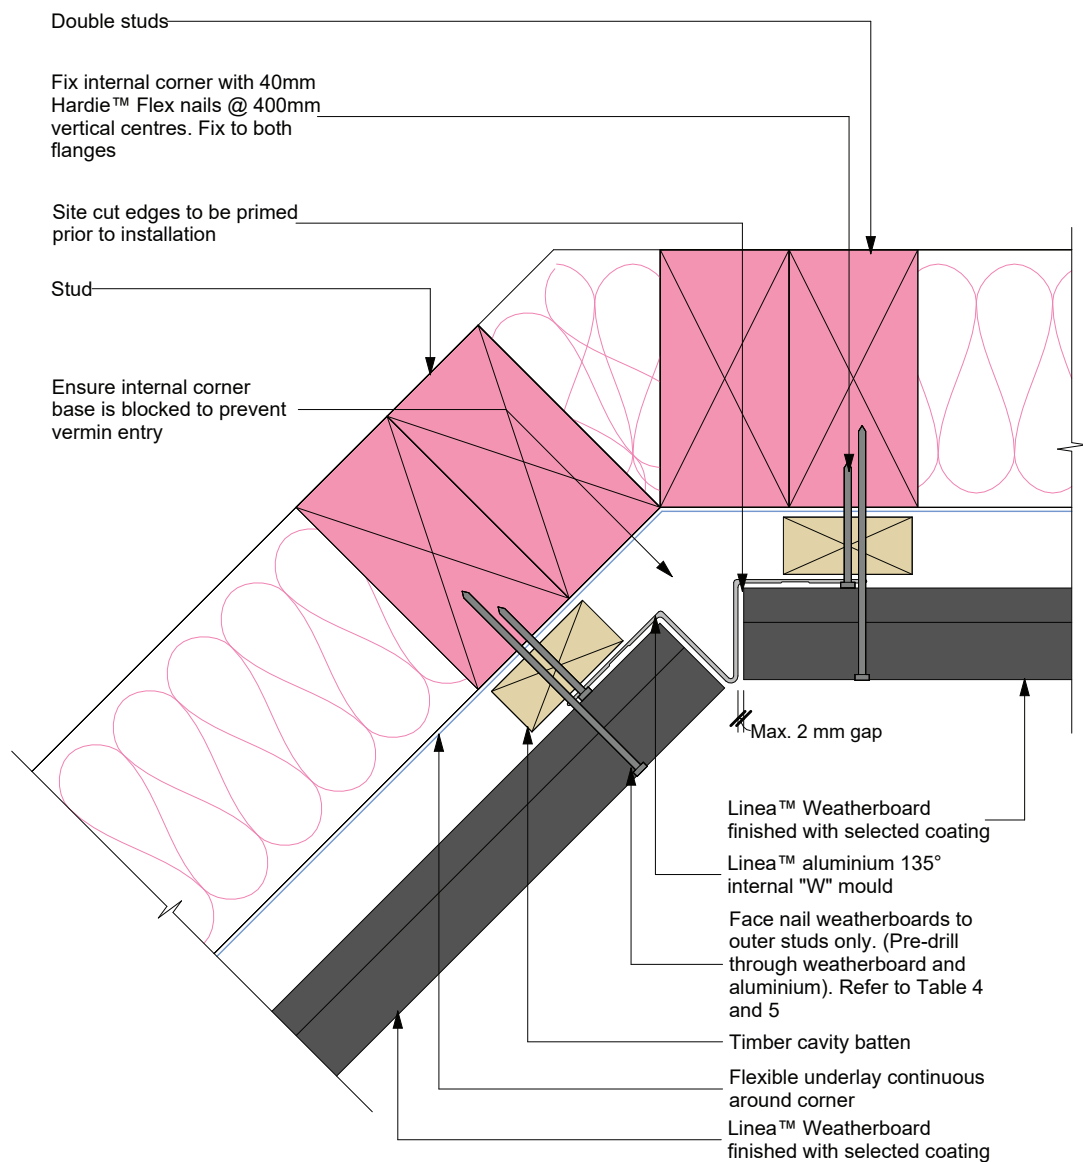 Double studs
Fix internal corner with 40mm
Hardie™ Flex nails @ 400mm
vertical centres. Fix to both
flanges
Site cut edges to be primed
prior to installation
Stud
Ensure internal corner
base is blocked to prevent
vermin entry
Max. 2 mm gap
Linea™ Weatherboard
finished with selected coating
Linea™ aluminium 135°
internal "W" mould
Face nail weatherboards to
outer studs only. (Pre-drill
through weatherboard and
aluminium). Refer to Table 4
and 5
Timber cavity batten
Flexible underlay continuous
around corner
Linea™ Weatherboard
finished with selected coating